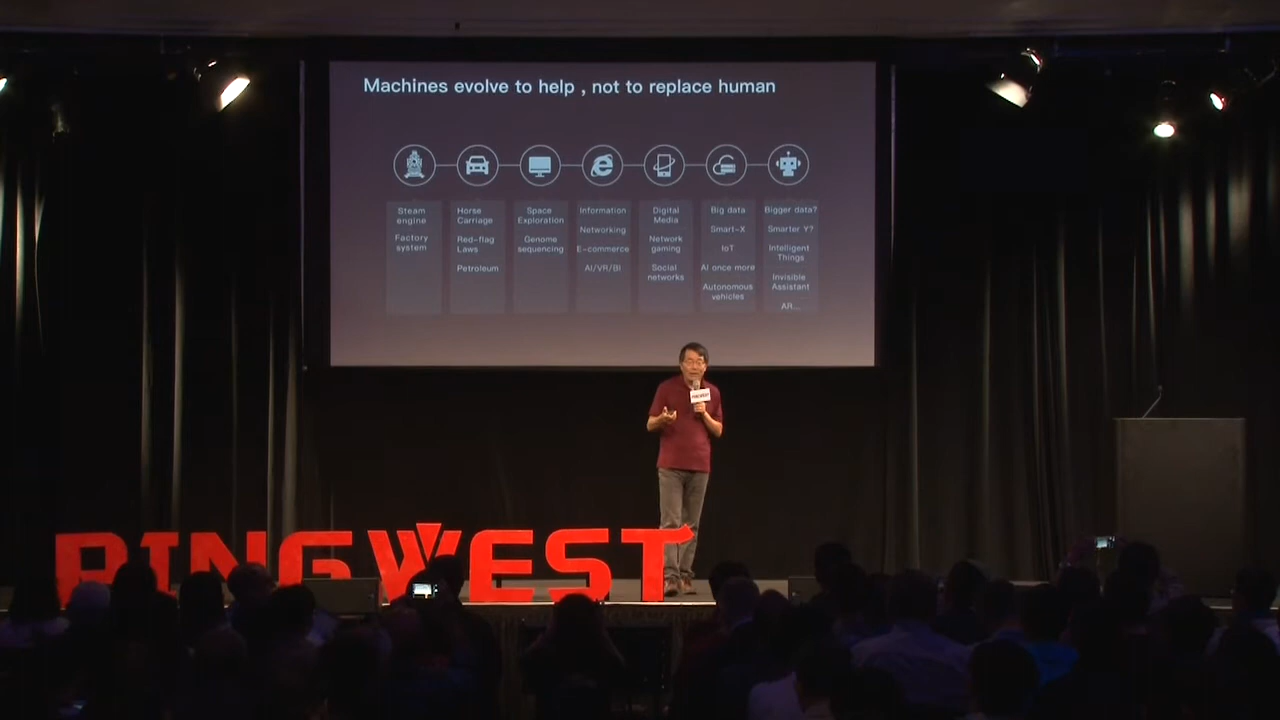 Machines evolve to help , not to replace human
Steam
engine
Factory
system
Horse
Carriage
Red-flag
Laws
Petroleum
Space
Exploration
Genome
sequencing
Information
Networking
E-commerce
AI/VR/BI
Digital
Media
Network
gaming
Social
networks
Big data
Smart-X
IoT
AI once more
Autonomous
vehicles
Bigger data?
Smarter Y?
Intelligent
Things
Invisible
Assistant
AR...
PINGWEST
PINGWEST